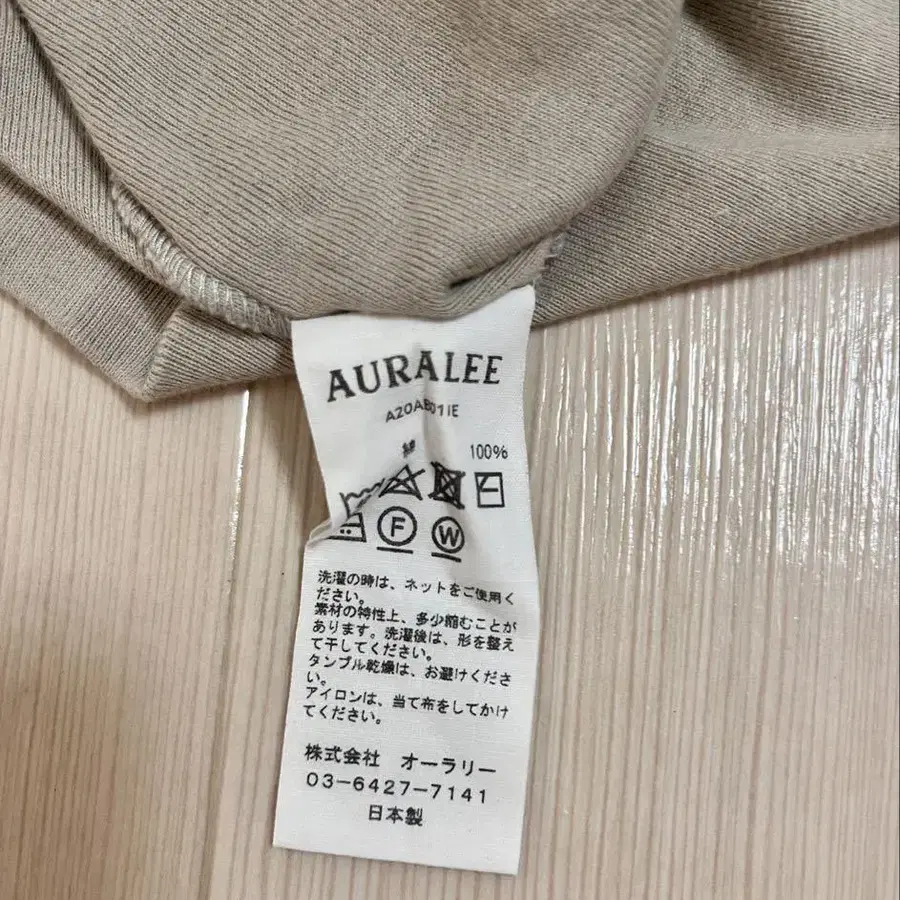 AURALEE
A20AB01IE
綿 100%
F W
洗濯の時は、ネットをご使用く
ださい。
素材の特性上、多少縮むことが
あります。洗濯後は、形を整え
て干してください。
タンブル乾燥は、お避けくださ
い。
アイロンは、当て布をしてかけ
てください。
株式会社 オーラリー
03-6427-7141
日本製